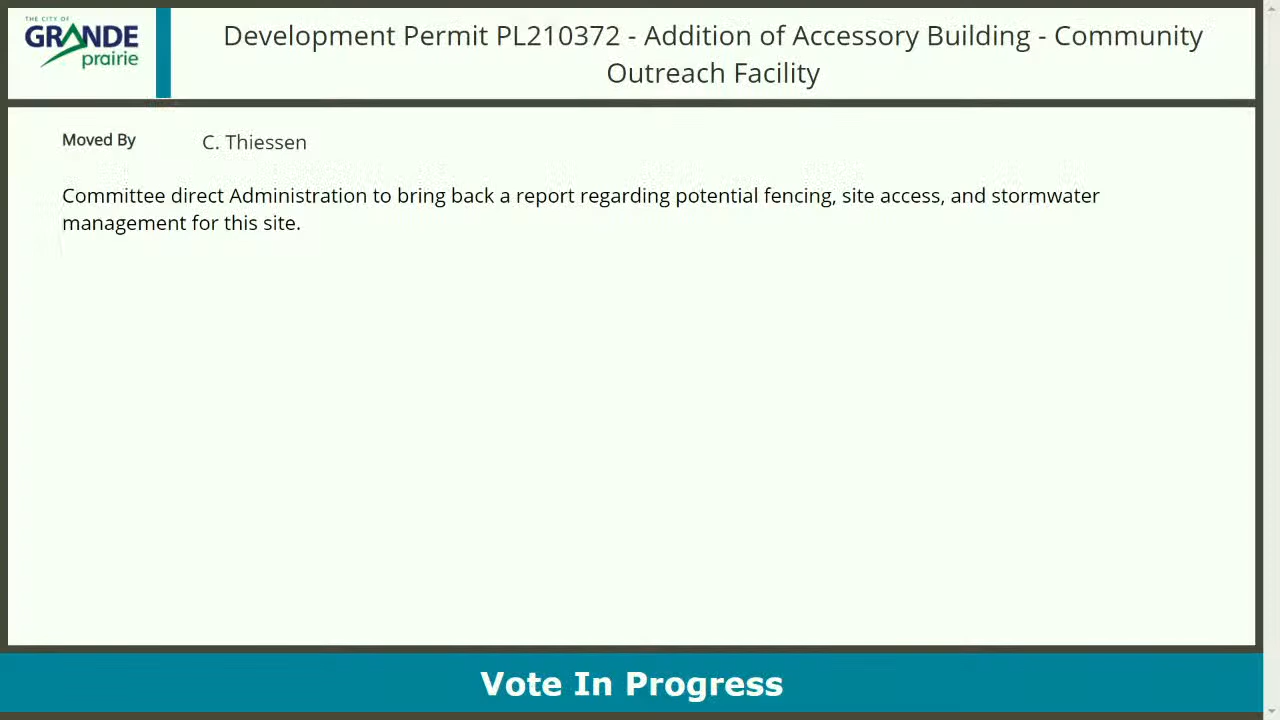 THE CITY OF
GRANDE
prairie
Development Permit PL210372 - Addition of Accessory Building - Community
Outreach Facility
Moved By
C. Thiessen
Committee direct Administration to bring back a report regarding potential fencing, site access, and stormwater
management for this site.
Vote In Progress